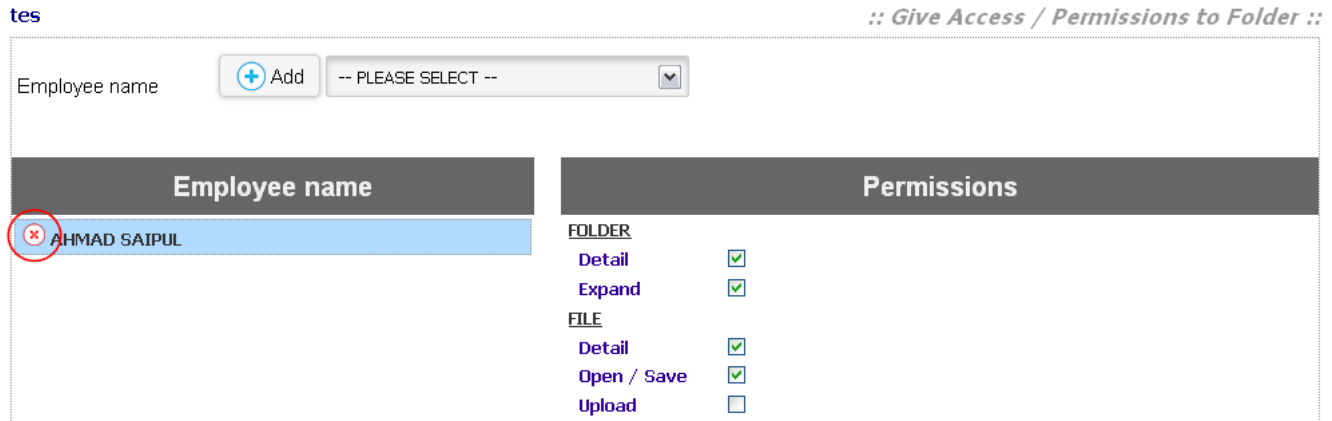 tes
:: Give Access / Permissions to Folder ::
Employee name
Add
-- PLEASE SELECT --
Employee name
Permissions
AHMAD SAIPUL
FOLDER
Detail
Expand
FILE
Detail
Open / Save
Upload